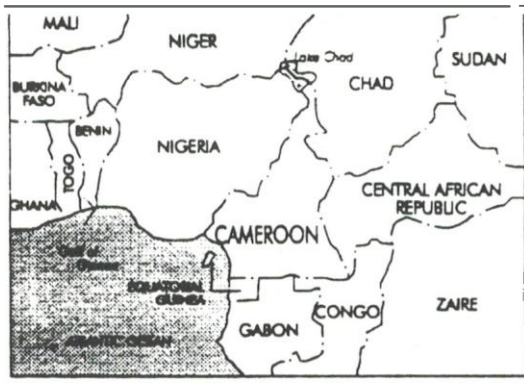 MALI
NIGER
Lake Chad
SUDAN
CHAD
BURKINA
FASO
BENIN
NIGERIA
TOGO
GHANA
CENTRAL AFRICAN
REPUBLIC
CAMEROON
Gulf of
Guinea
EQUATORIAL
GUINEA
CONGO
ZAIRE
GABON
ATLANTIC OCEAN